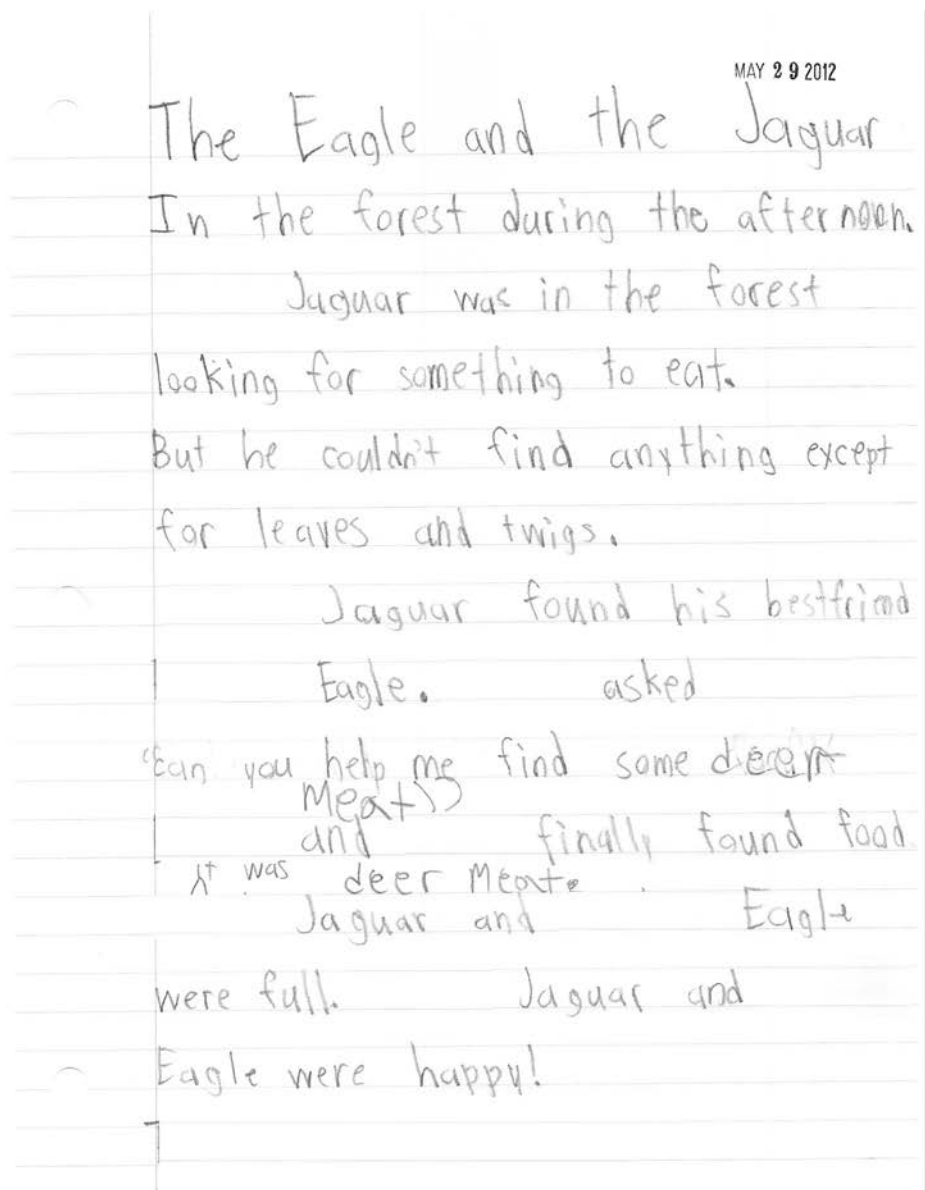 MAY 29 2012
The Eagle and the Jaguar
In the forest during the afternoon.
Jaguar was in the forest
looking for something to eat.
But he couldn't find anything except
for leaves and twigs.
Jaguar found his bestfriend
Eagle. asked
"can you help me find some deer
meat"
and finally found food
it was deer meat.
Jaguar and Eagle
were full. Jaguar and
Eagle were happy!